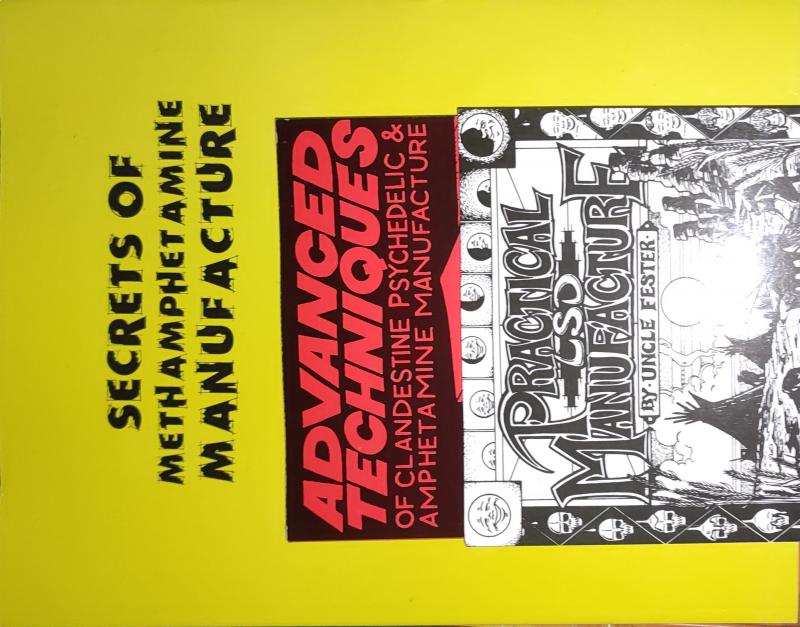 SECRETS OF
METHAMPHETAMINE
MANUFACTURE
ADVANCED
TECHNIQUES
OF CLANDESTINE PSYCHEDELIC &
AMPHETAMINE MANUFACTURE
PRACTICAL
LSD
MANUFACTURE
BY· UNCLE FESTER·